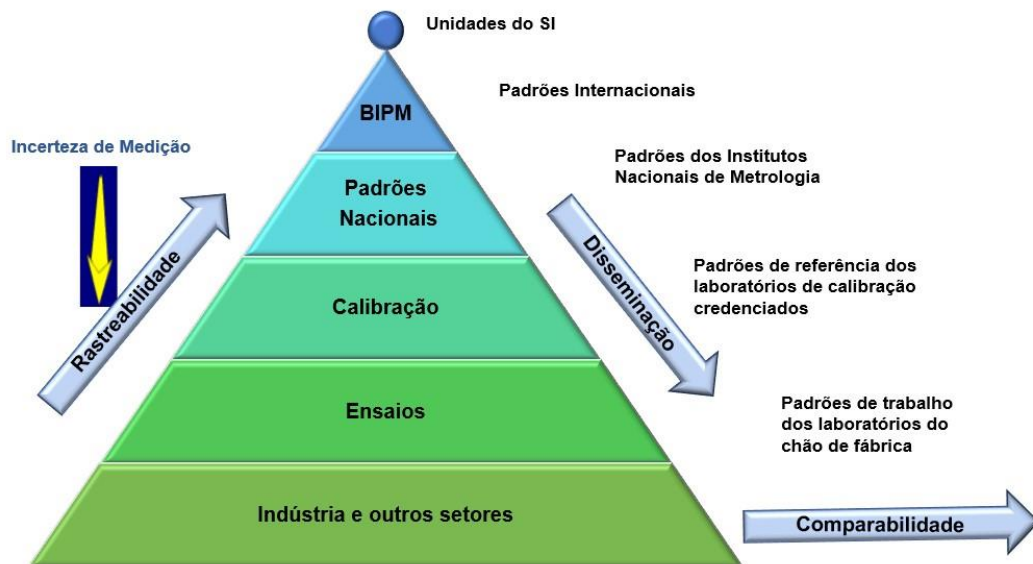 Unidades do SI
BIPM
Padrões Internacionais
Incerteza de Medição
Padrões dos Institutos
Nacionais de Metrologia
Padrões
Nacionais
Rastreabilidade
Disseminação
Padrões de referência dos
laboratórios de calibração
credenciados
Calibração
Ensaios
Padrões de trabalho
dos laboratórios do
chão de fábrica
Indústria e outros setores
Comparabilidade